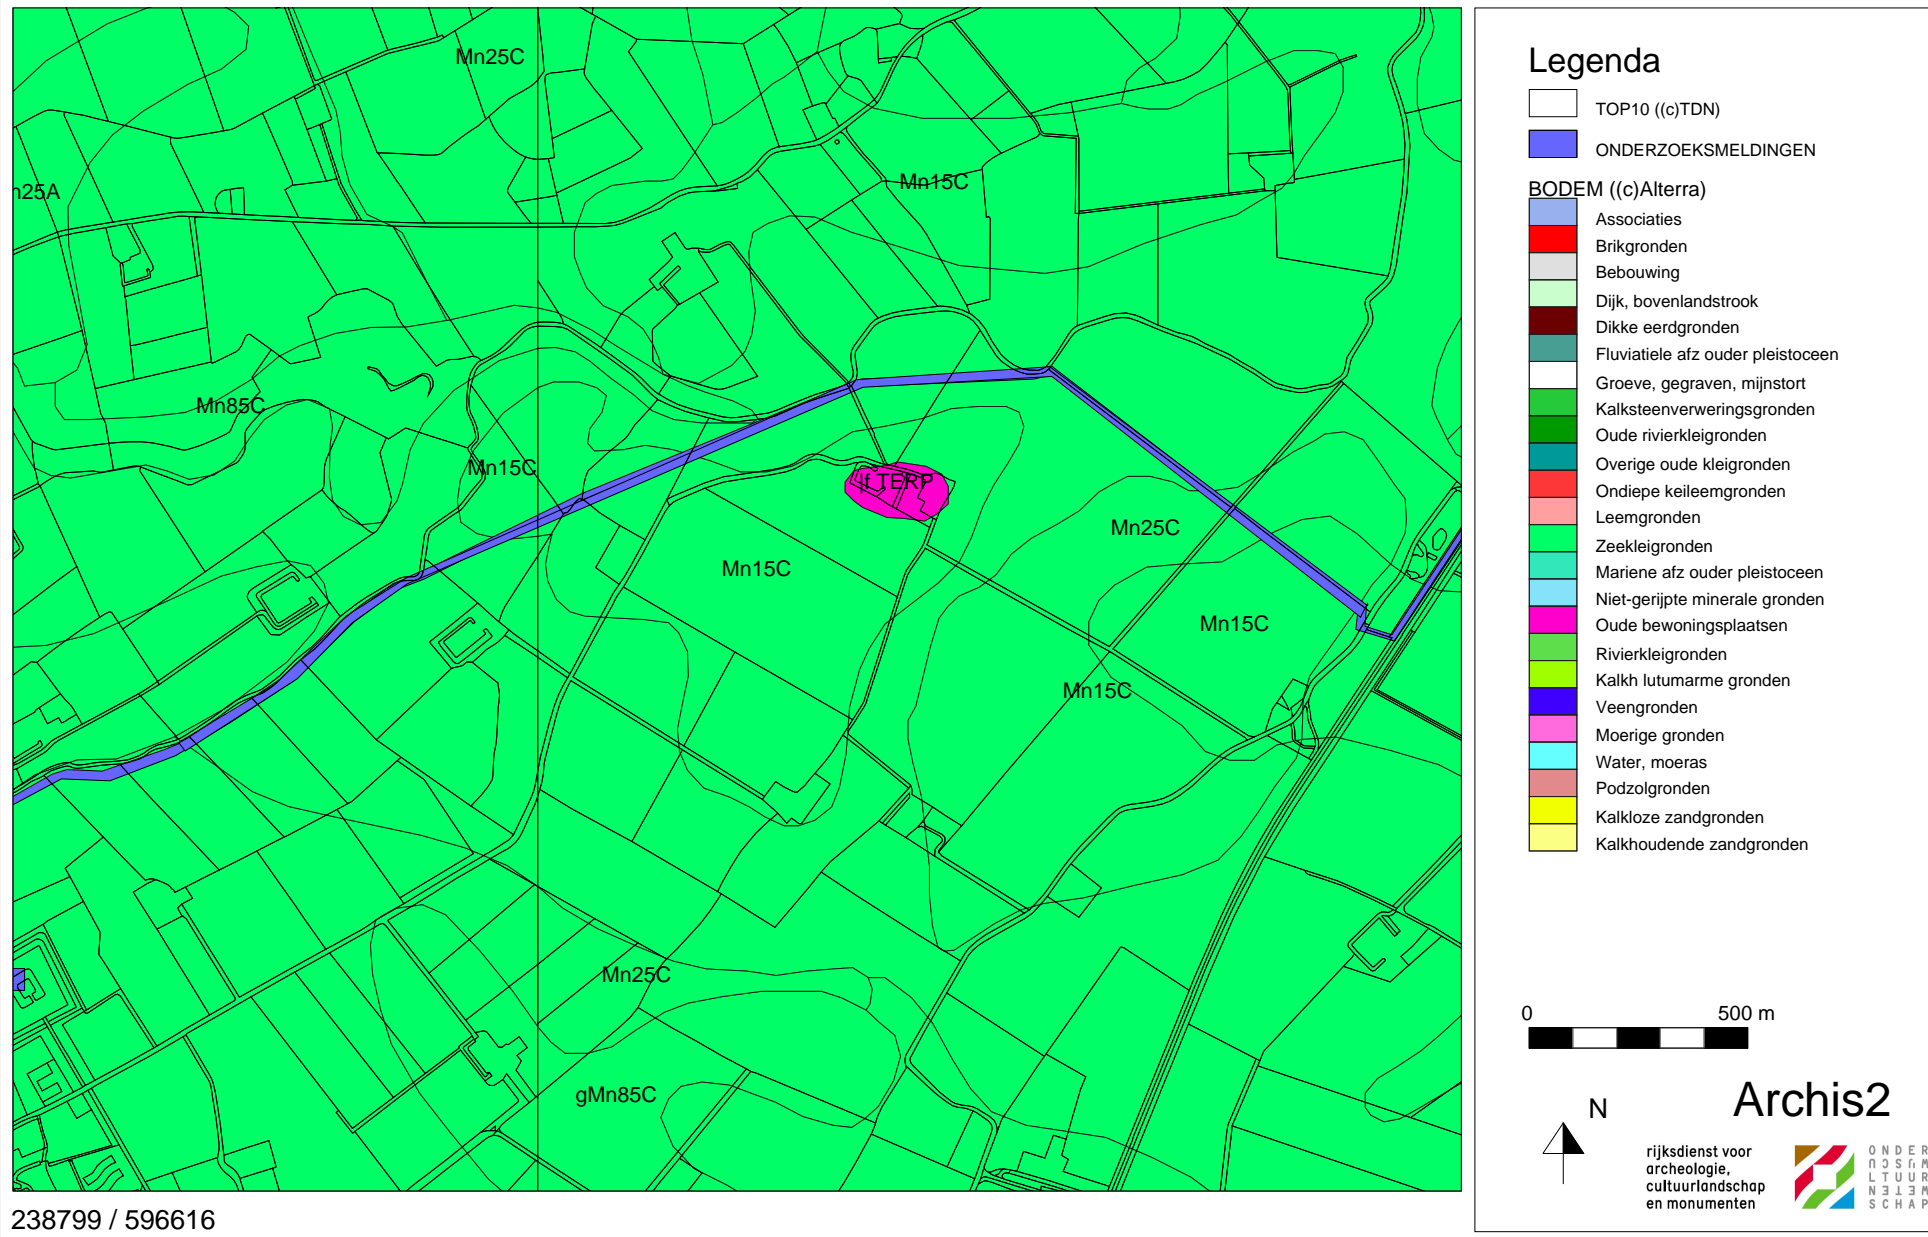 Mn25C
n25A
Mn15C
Mn85C
Mn15C
f TERP
Mn25C
Mn15C
Mn15C
Mn15C
Mn25C
gMn85C
238799 / 596616
Legenda
TOP10 ((c)TDN)
ONDERZOEKSMELDINGEN
BODEM ((c)Alterra)
Associaties
Brikgronden
Bebouwing
Dijk, bovenlandstrook
Dikke eerdgronden
Fluviatiele afz ouder pleistoceen
Groeve, gegraven, mijnstort
Kalksteenverweringsgronden
Oude rivierkleigronden
Overige oude kleigronden
Ondiepe keileemgronden
Leemgronden
Zeekleigronden
Mariene afz ouder pleistoceen
Niet-gerijpte minerale gronden
Oude bewoningsplaatsen
Rivierkleigronden
Kalkh lutumarme gronden
Veengronden
Moerige gronden
Water, moeras
Podzolgronden
Kalkloze zandgronden
Kalkhoudende zandgronden
0 500 m
N
Archis2
rijksdienst voor
archeologie,
cultuurlandschap
en monumenten
ONDER
SCHAP